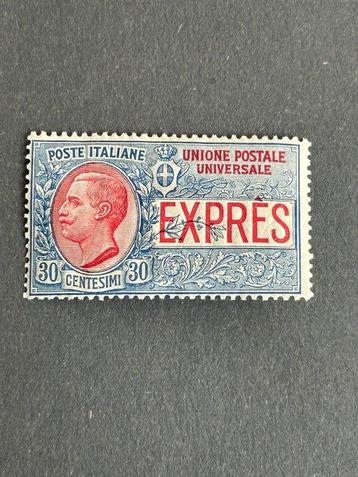 POSTE ITALIANE
UNIONE POSTALE
UNIVERSALE
EXPRÈS
30 CENTESIMI 30